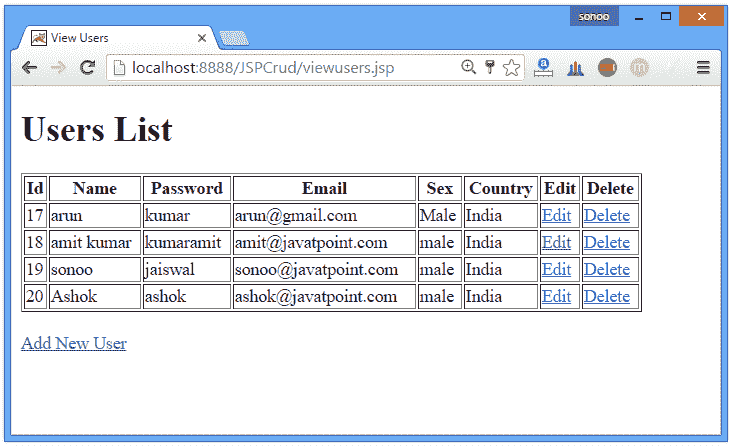 sonoo
View Users
localhost:8888/JSPCrud/viewusers.jsp
Users List
Id Name Password Email Sex Country Edit Delete
17 arun kumar arun@gmail.com Male India Edit Delete
18 amit kumar kumaramit amit@javatpoint.com male India Edit Delete
19 sonoo jaiswal sonoo@javatpoint.com male India Edit Delete
20 Ashok ashok ashok@javatpoint.com male India Edit Delete
Add New User